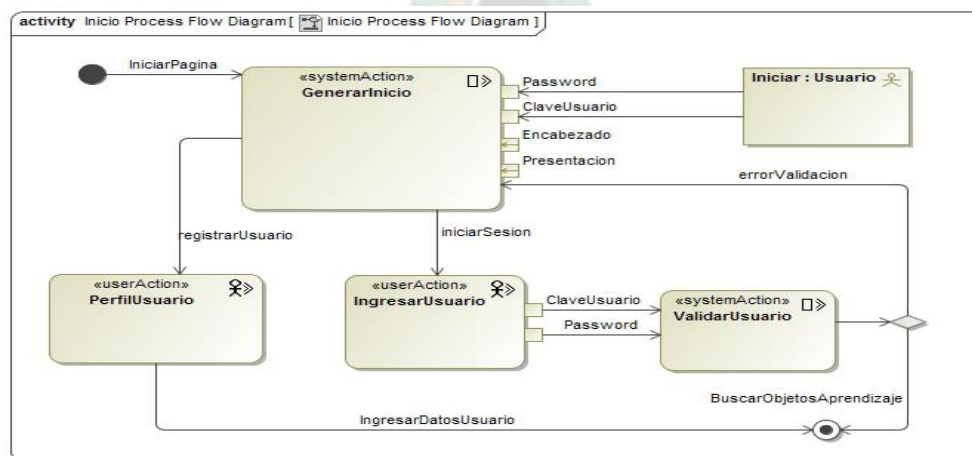 activity Inicio Process Flow Diagram [ Inicio Process Flow Diagram ]
IniciarPagina
«systemAction»
GenerarInicio
Password
ClaveUsuario
Encabezado
Presentacion
Iniciar : Usuario
errorValidacion
registrarUsuario
iniciarSesion
«userAction»
PerfilUsuario
«userAction»
IngresarUsuario
ClaveUsuario
Password
«systemAction»
ValidarUsuario
BuscarObjetosAprendizaje
IngresarDatosUsuario